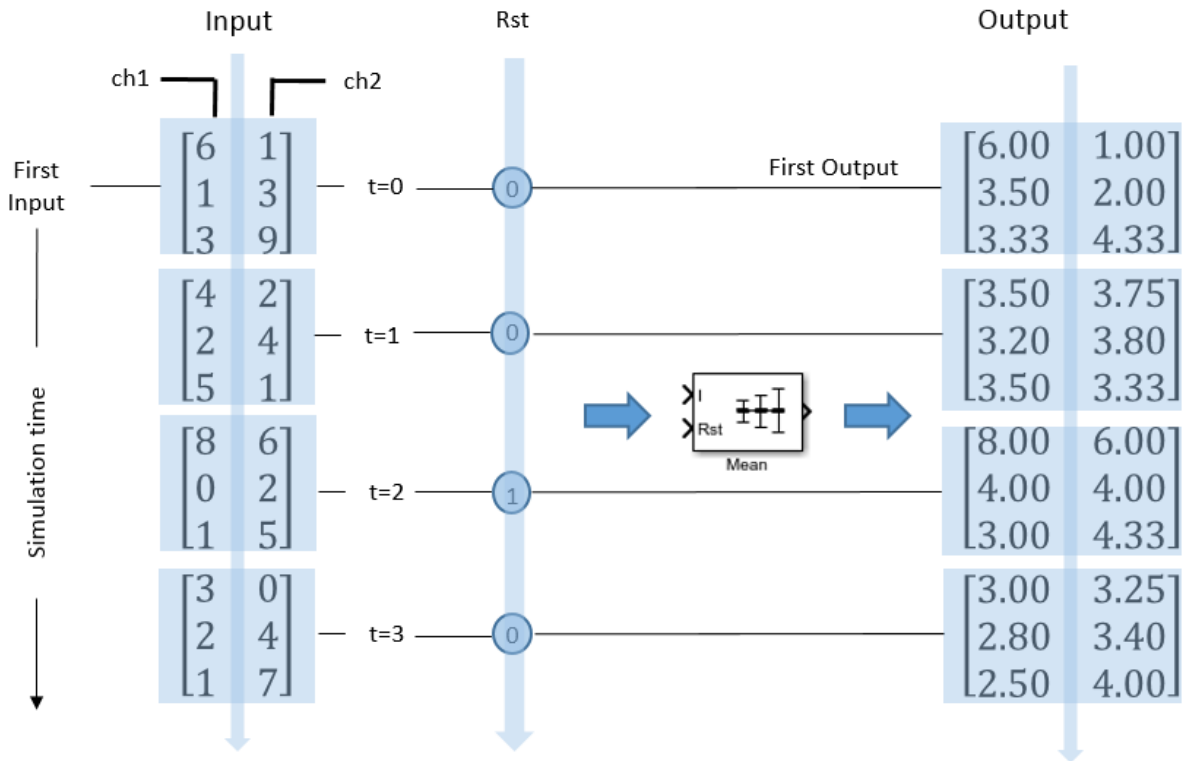 Input
Rst
Output
ch1
ch2
First
Input
6 1
1 3
3 9
t=0
0
First Output
6.00 1.00
3.50 2.00
3.33 4.33
4 2
2 4
5 1
t=1
0
3.50 3.75
3.20 3.80
3.50 3.33
I
Rst
Mean
Simulation time
8 6
0 2
1 5
t=2
1
8.00 6.00
4.00 4.00
3.00 4.33
3 0
2 4
1 7
t=3
0
3.00 3.25
2.80 3.40
2.50 4.00